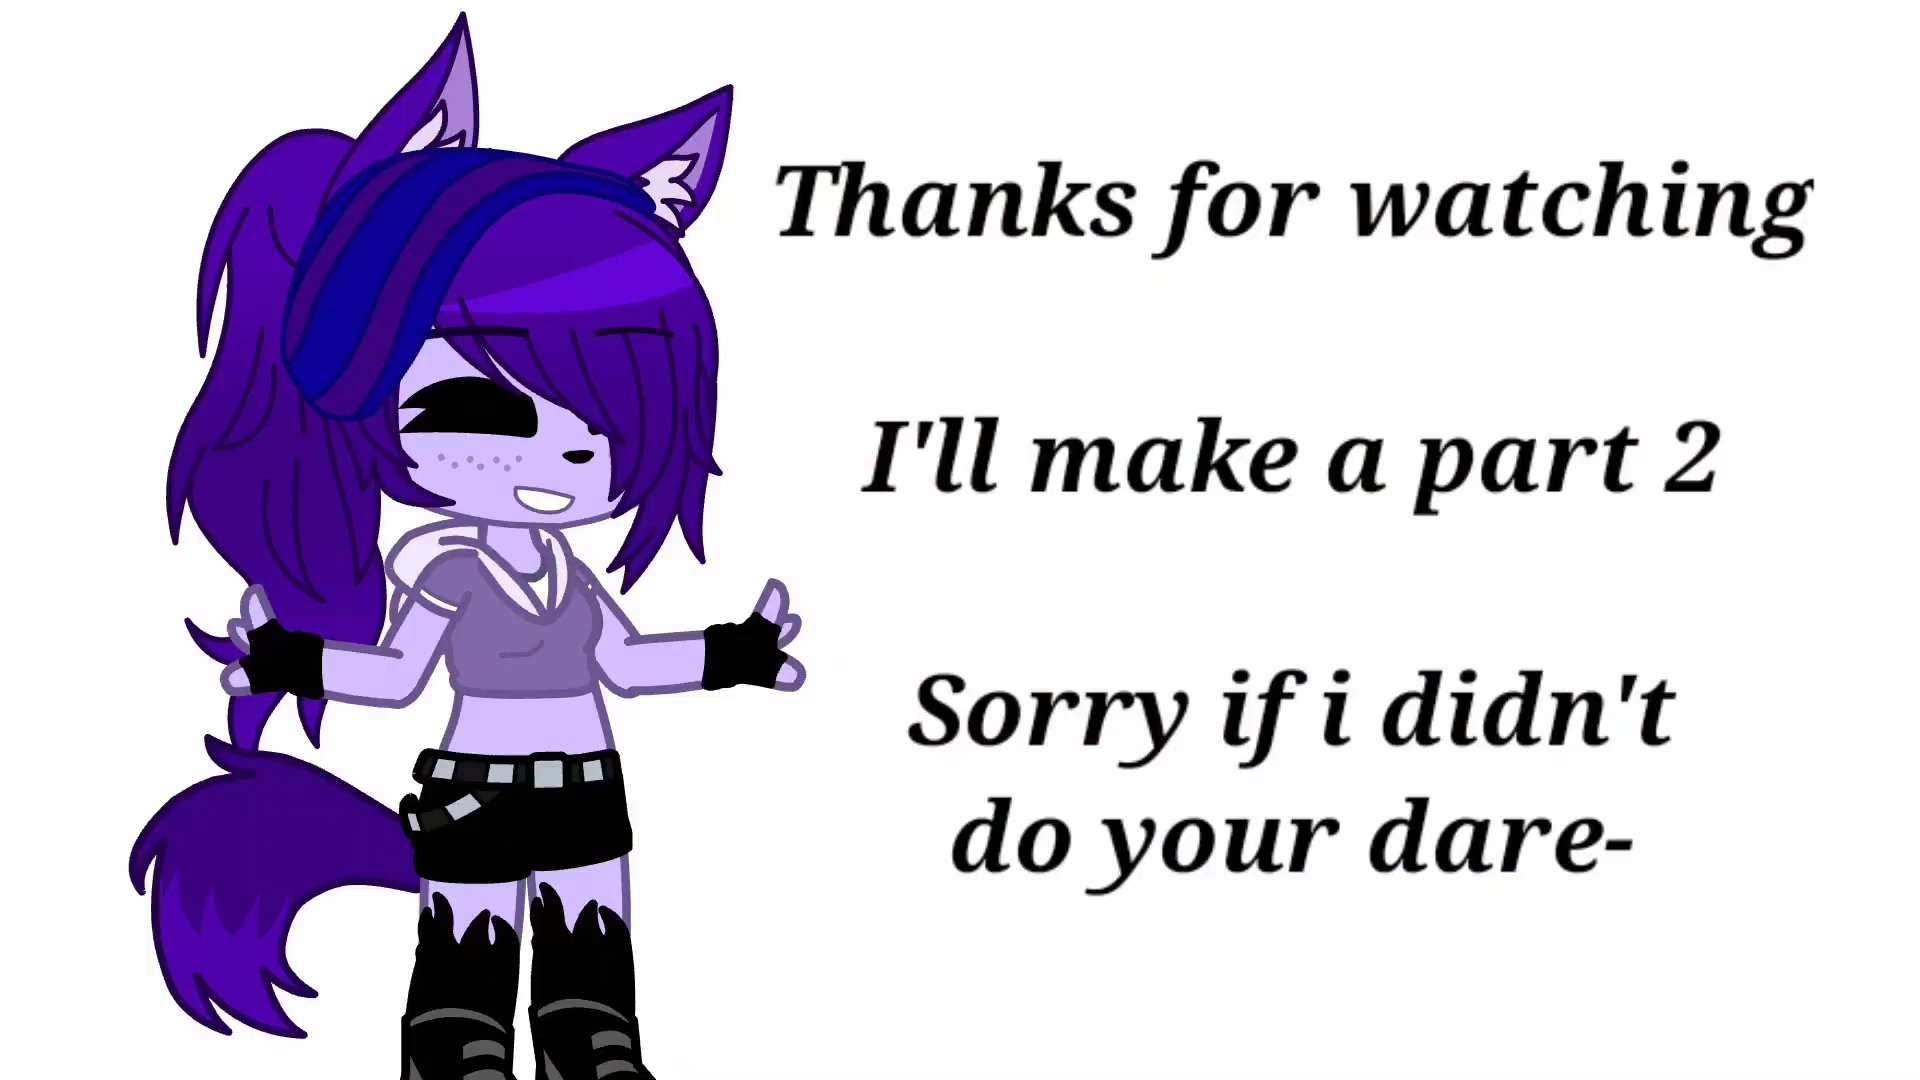 Thanks for watching
I'll make a part 2
Sorry if i didn't
do your dare-